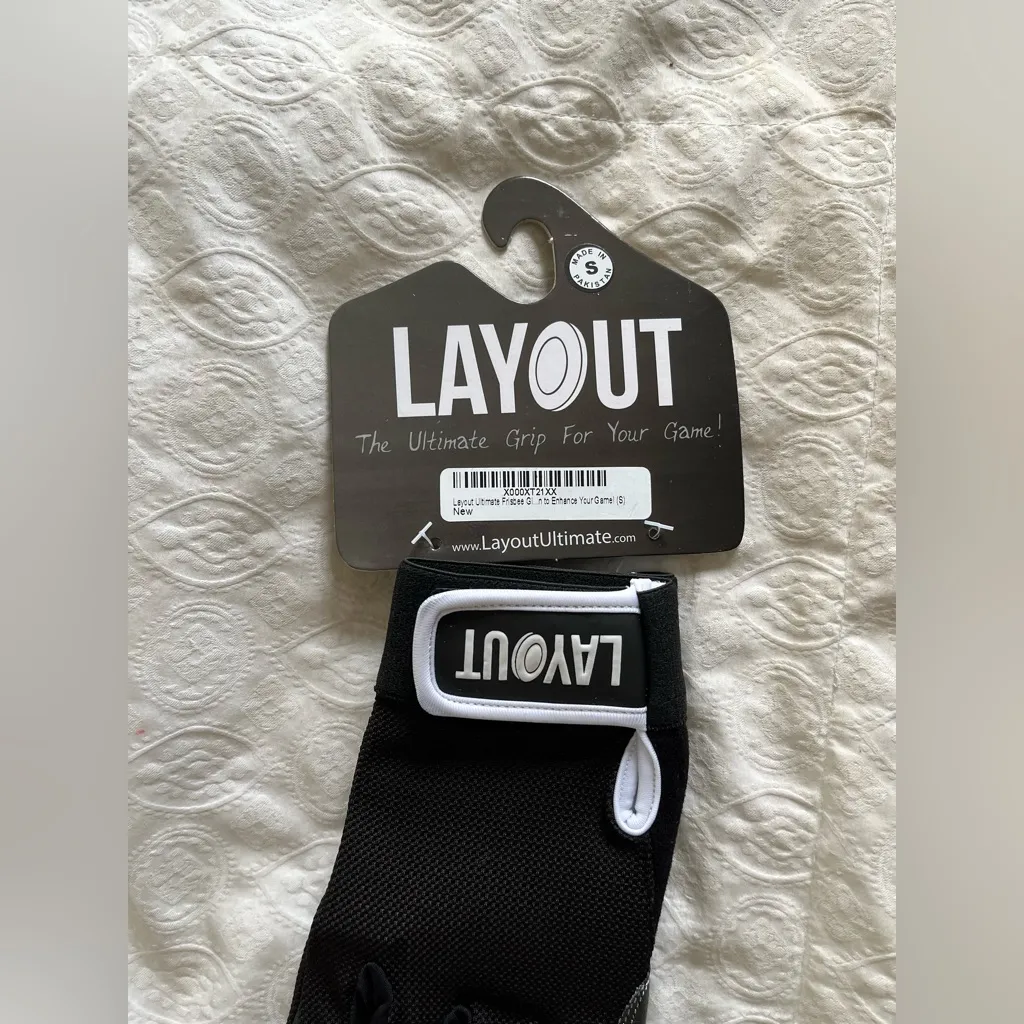 MADE IN
S
PAKISTAN
LAYOUT
The Ultimate Grip For Your Game!
X000XT21XX
Layout Ultimate Frisbee Gl...n to Enhance Your Game! (S)
New
www.LayoutUltimate.com
LAYOUT